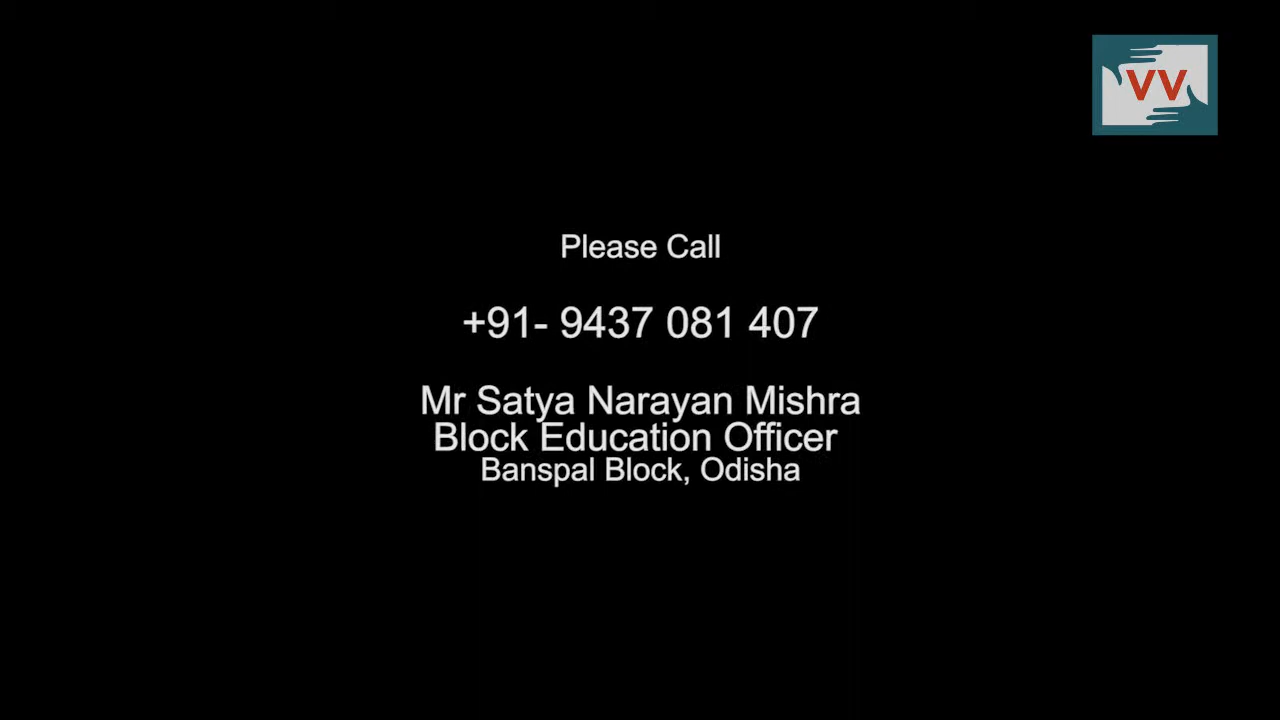 VV
Please Call
+91- 9437 081 407
Mr Satya Narayan Mishra
Block Education Officer
Banspal Block, Odisha